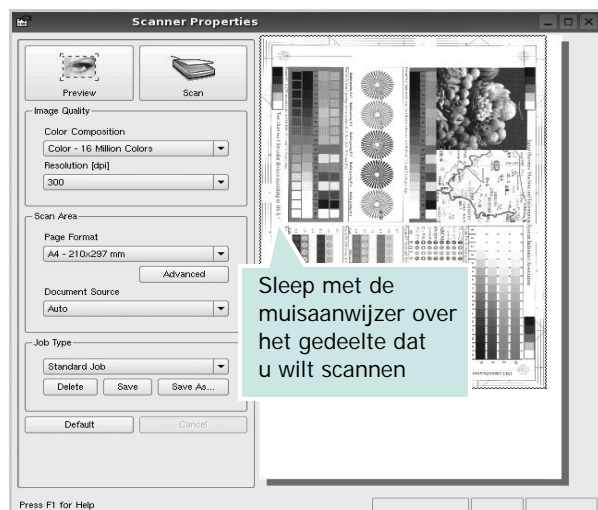 Scanner Properties
Preview
Scan
Image Quality
Color Composition
Color - 16 Million Colors
Resolution [dpi]
300
Scan Area
Page Format
A4 - 210x297 mm
Advanced
Document Source
Auto
Job Type
Standard Job
Delete
Save
Save As...
Default
Cancel
Press F1 for Help
Sleep met de
muisaanwijzer over
het gedeelte dat
u wilt scannen